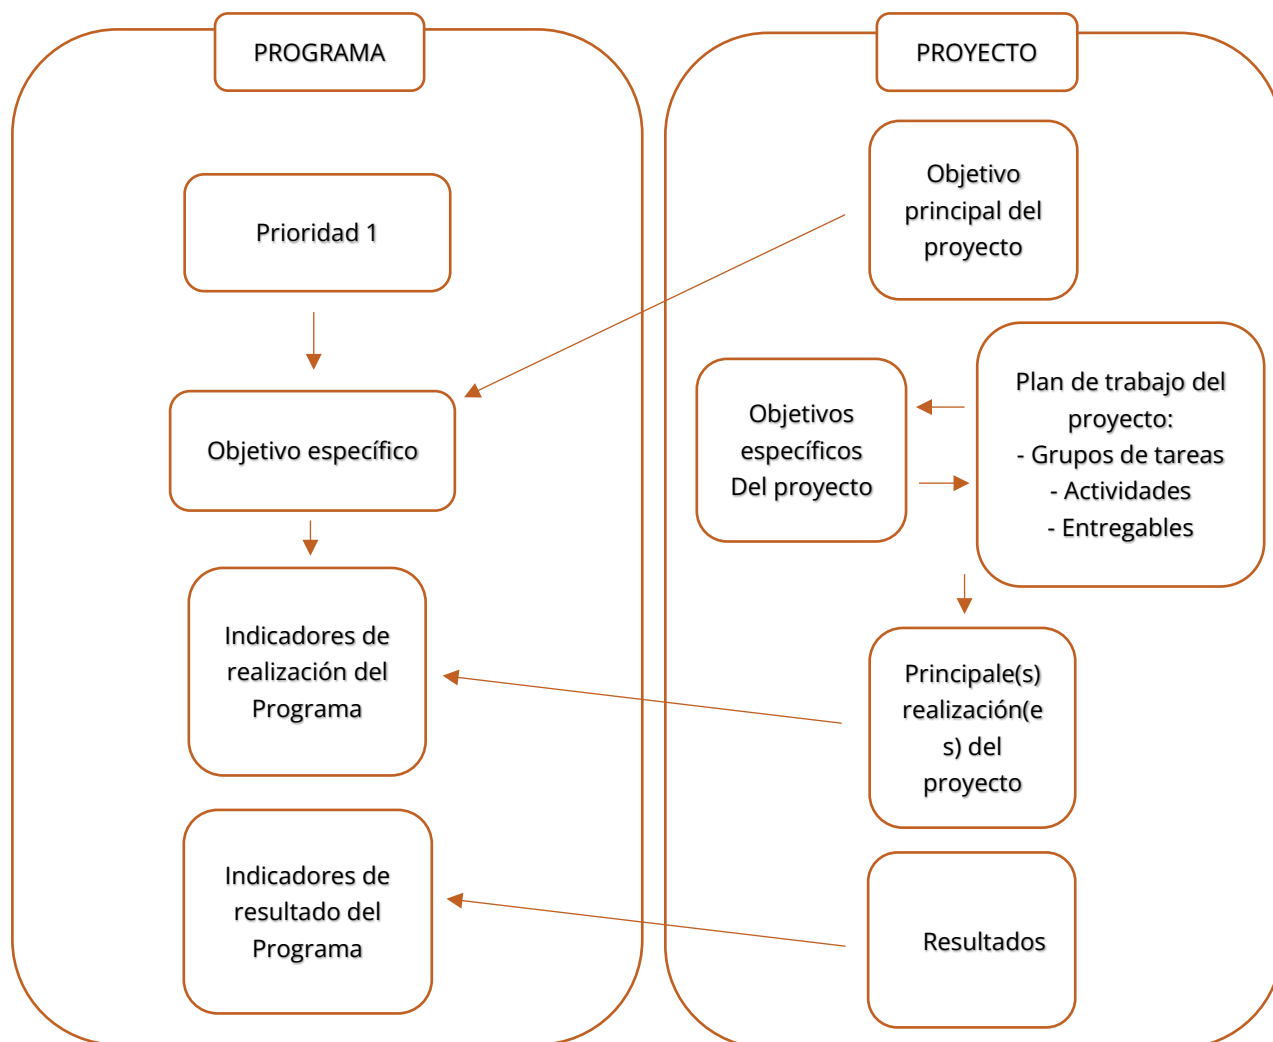 PROGRAMA
Prioridad 1
Objetivo específico
Indicadores de
realización del
Programa
Indicadores de
resultado del
Programa
PROYECTO
Objetivo
principal del
proyecto
Objetivos
específicos
Del proyecto
Plan de trabajo del
proyecto:
- Grupos de tareas
- Actividades
- Entregables
Principale(s)
realización(e
s) del
proyecto
Resultados